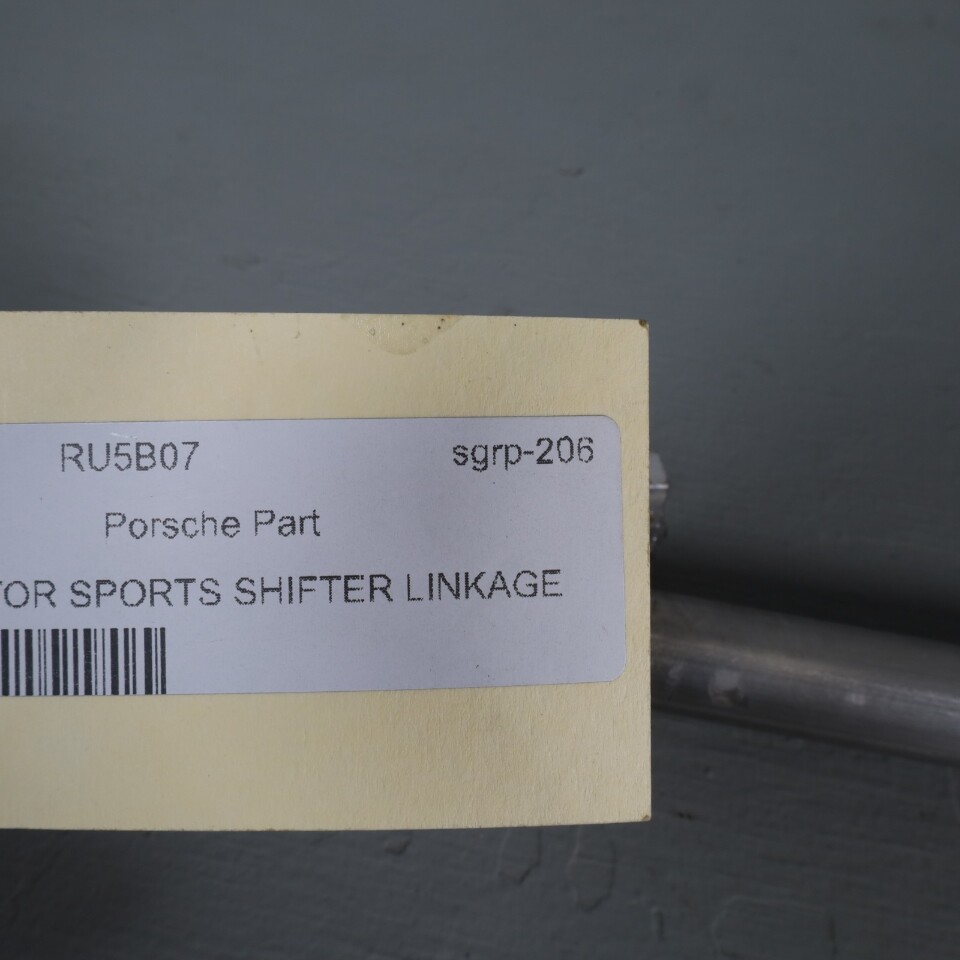 RU5B07 sgrp-206
Porsche Part
TOR SPORTS SHIFTER LINKAGE